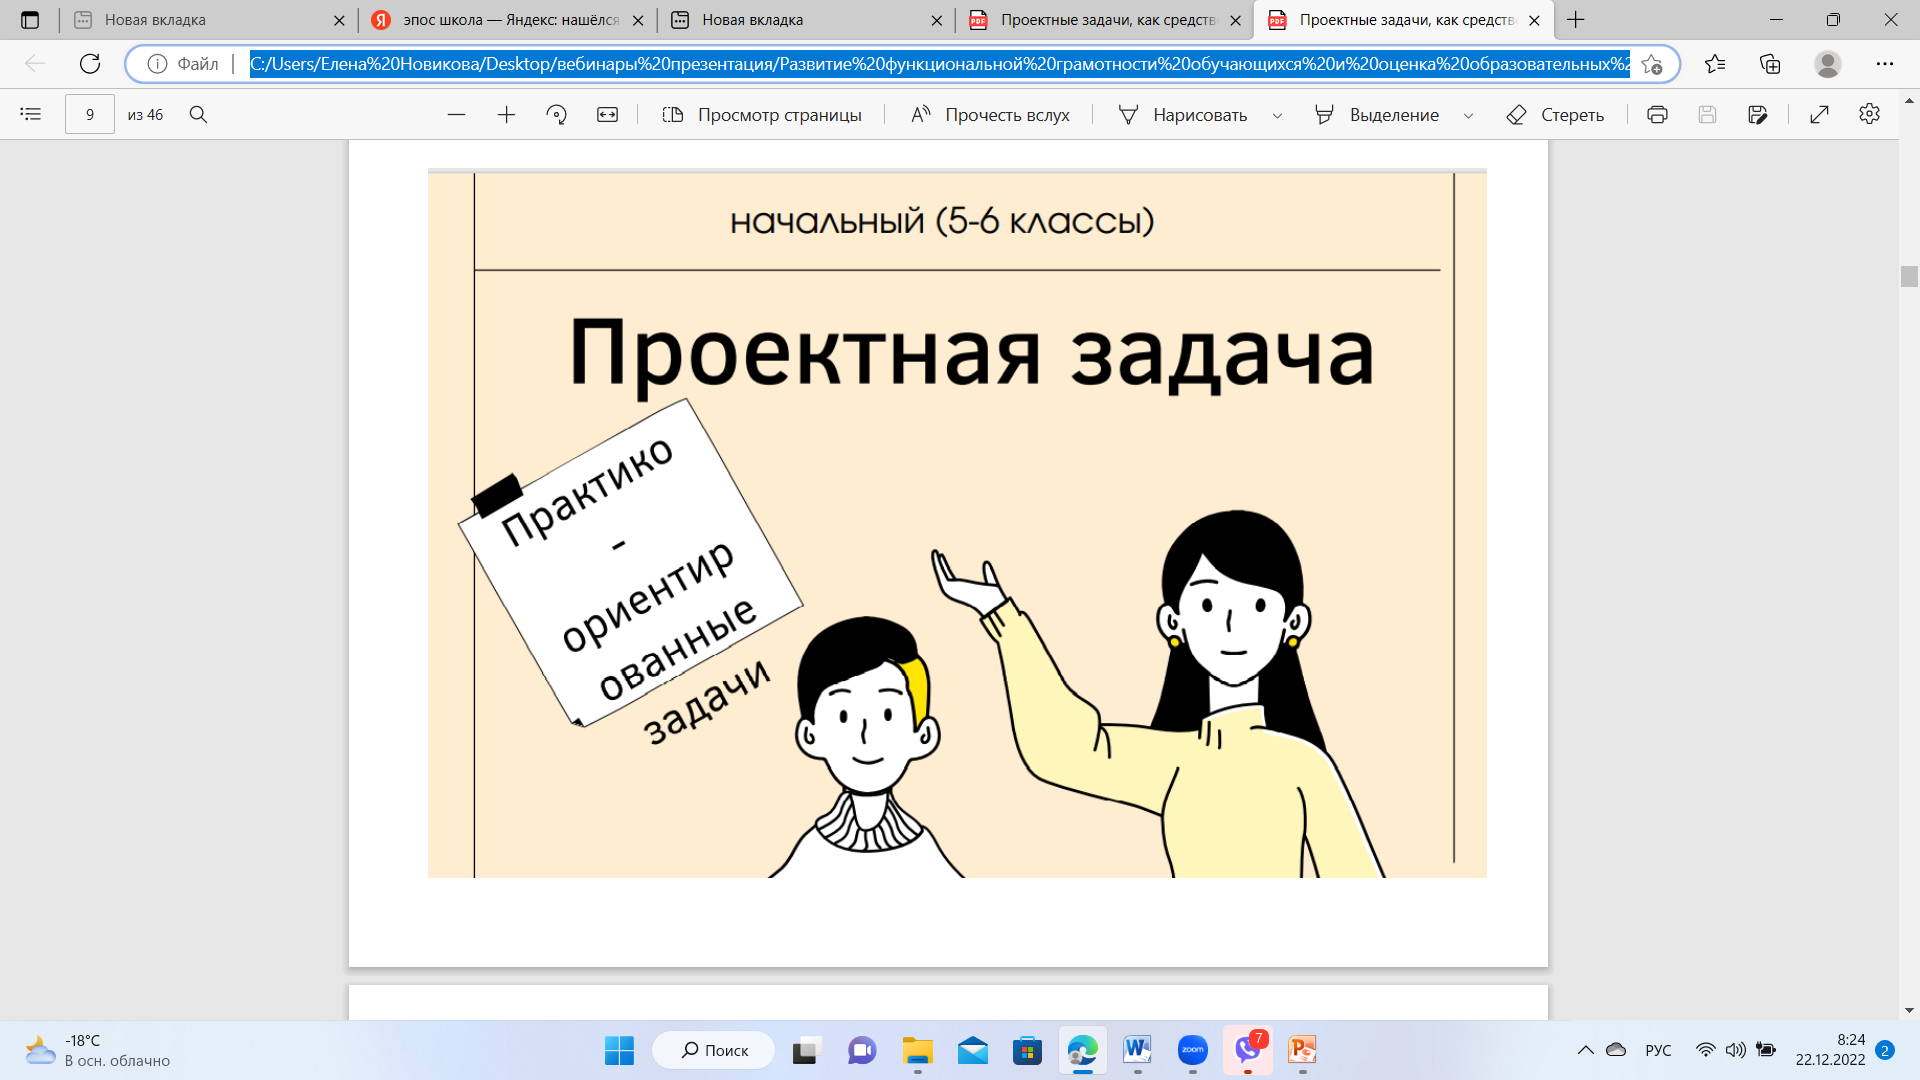 Новая вкладка
эпос школа — Яндекс: нашёлся
Новая вкладка
Проектные задачи, как средств
Проектные задачи, как средств
Файл
C:/Users/Елена%20Новикова/Desktop/вебинары%20презентация/Развитие%20функциональной%20грамотности%20обучающихся%20и%20оценка%20образовательных%2
9
из 46
Просмотр страницы
Прочесть вслух
Нарисовать
Выделение
Стереть
начальный (5-6 классы)
Проектная задача
Практико
-
ориентир
ованные
задачи
-18°C
В осн. облачно
Поиск
zoom
7
РУС
8:24
22.12.2022
2